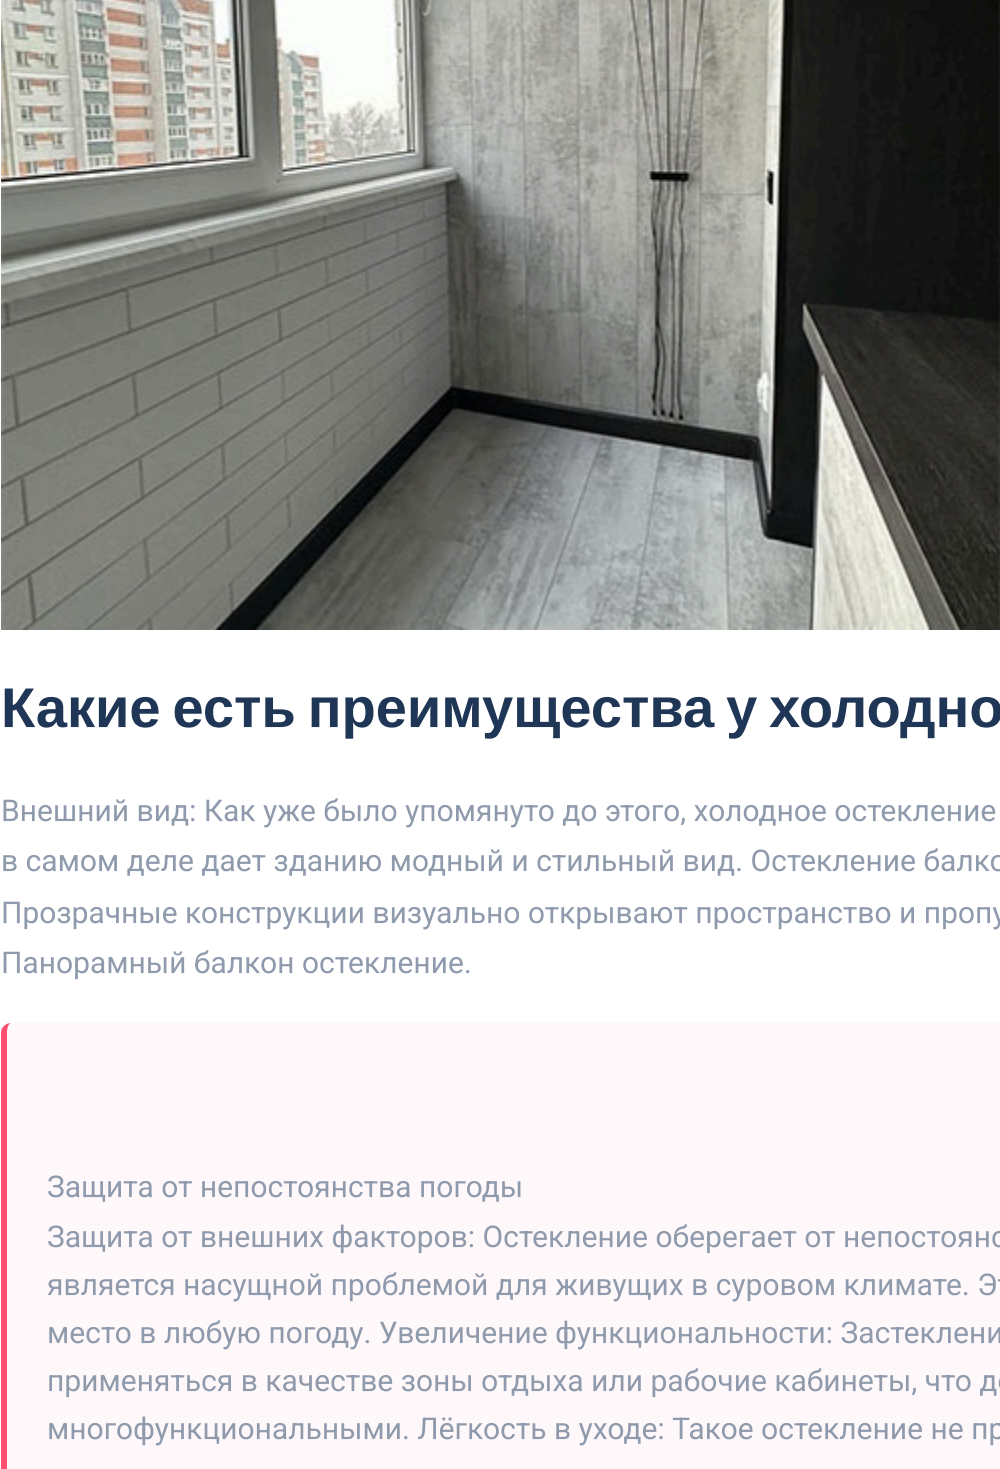 Какие есть преимущества у холодно
Внешний вид: Как уже было упомянуто до этого, холодное остекление
в самом деле дает зданию модный и стильный вид. Остекление балко
Прозрачные конструкции визуально открывают пространство и пропу
Панорамный балкон остекление.
Защита от непостоянства погоды
Защита от внешних факторов: Остекление оберегает от непостоянс
является насущной проблемой для живущих в суровом климате. Эт
место в любую погоду. Увеличение функциональности: Застеклени
применяться в качестве зоны отдыха или рабочие кабинеты, что де
многофункциональными. Лёгкость в уходе: Такое остекление не пр